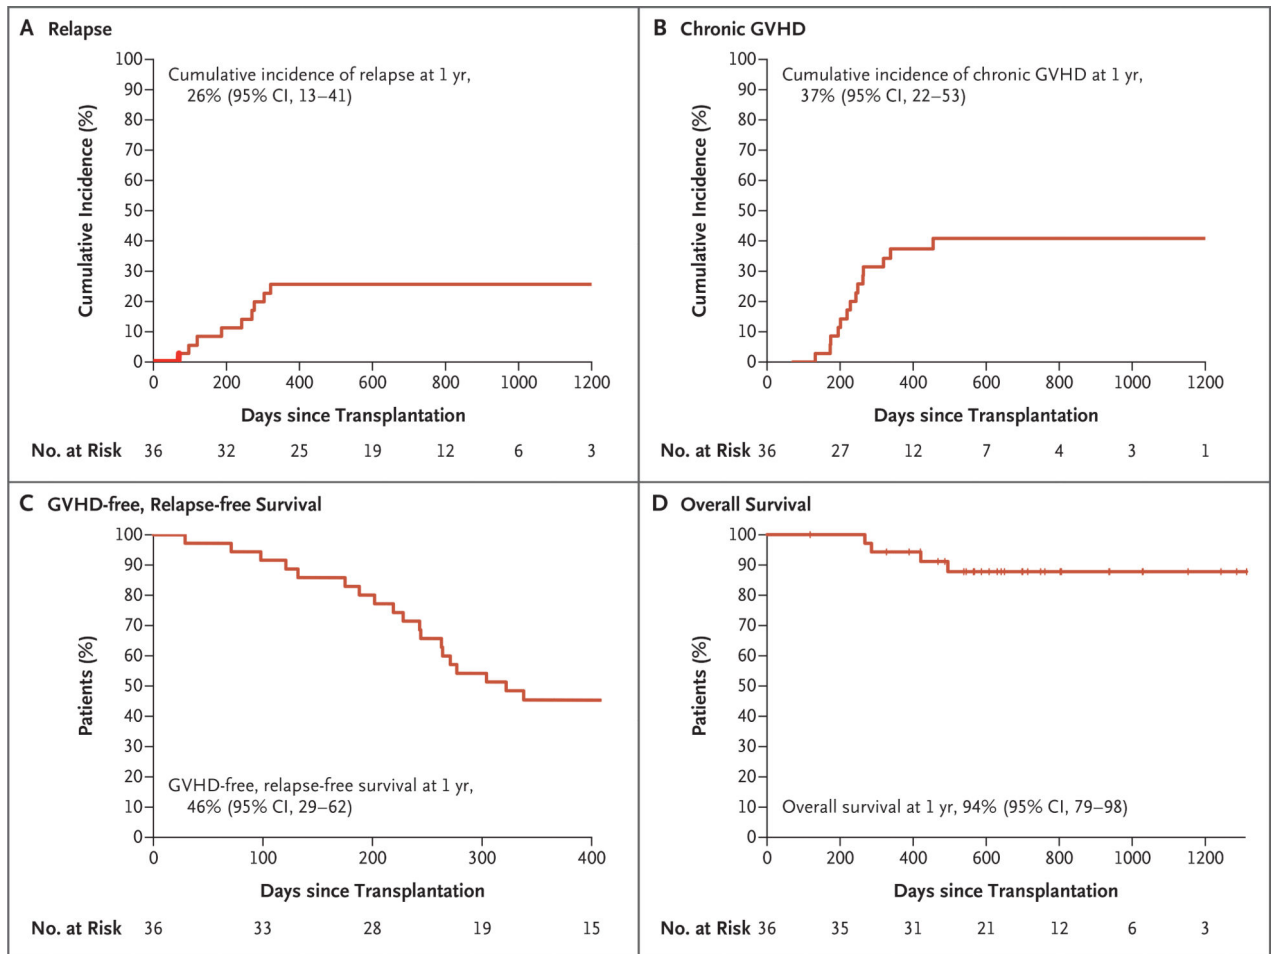 A Relapse
Cumulative incidence of relapse at 1 yr,
26% (95% CI, 13–41)
Cumulative Incidence (%)
100
90
80
70
60
50
40
30
20
10
0
0 200 400 600 800 1000 1200
Days since Transplantation
No. at Risk 36 32 25 19 12 6 3
B Chronic GVHD
Cumulative incidence of chronic GVHD at 1 yr,
37% (95% CI, 22–53)
Cumulative Incidence (%)
100
90
80
70
60
50
40
30
20
10
0
0 200 400 600 800 1000 1200
Days since Transplantation
No. at Risk 36 27 12 7 4 3 1
C GVHD-free, Relapse-free Survival
Patients (%)
100
90
80
70
60
50
40
30
20
10
0
GVHD-free, relapse-free survival at 1 yr,
46% (95% CI, 29–62)
0 100 200 300 400
Days since Transplantation
No. at Risk 36 33 28 19 15
D Overall Survival
Patients (%)
100
90
80
70
60
50
40
30
20
10
0
Overall survival at 1 yr, 94% (95% CI, 79–98)
0 200 400 600 800 1000 1200
Days since Transplantation
No. at Risk 36 35 31 21 12 6 3